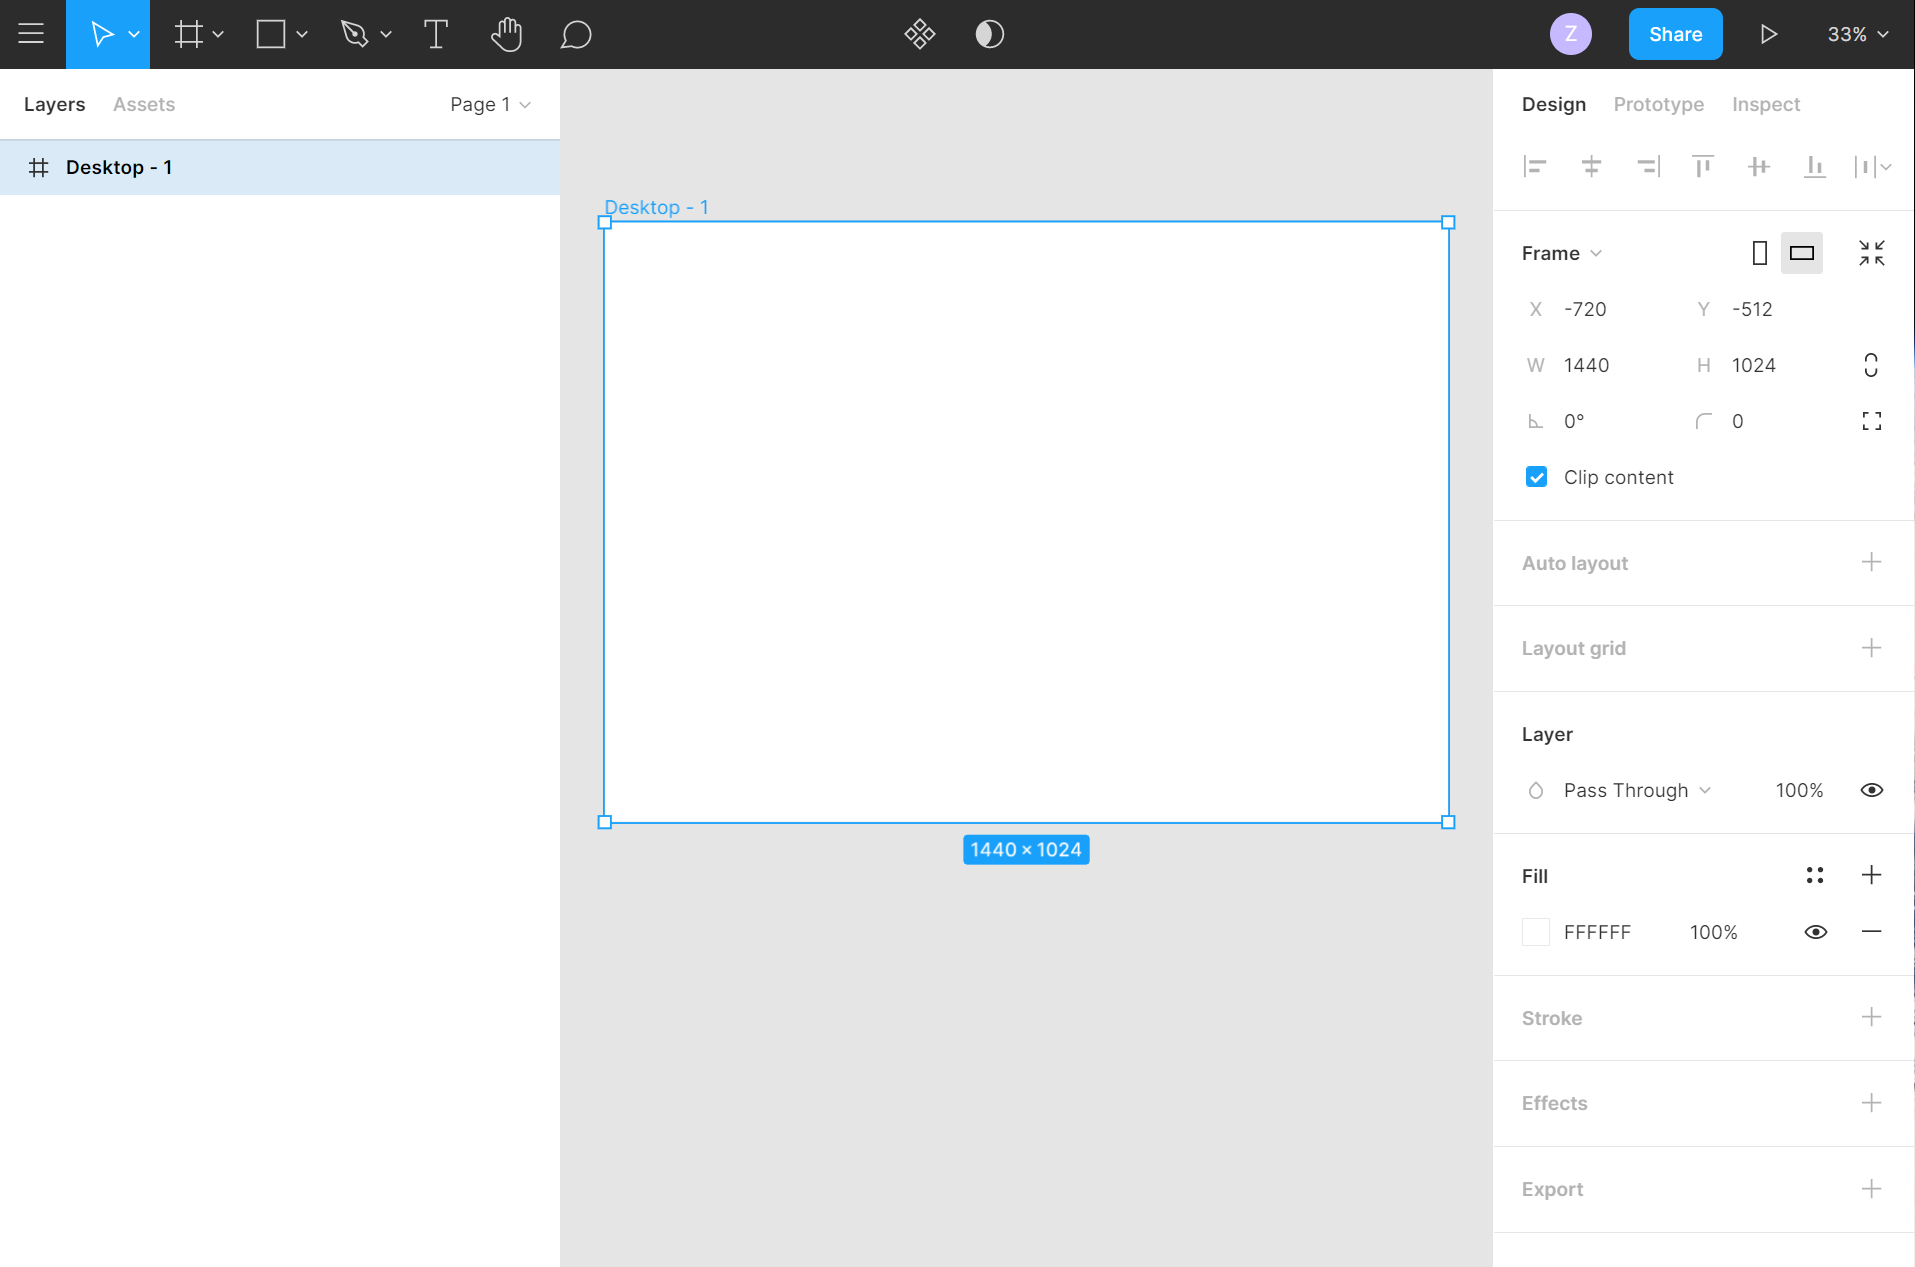 Z
Share
33%
Layers
Assets
Page 1
Design
Prototype
Inspect
Desktop - 1
Desktop - 1
1440 × 1024
Frame
X -720
Y -512
W 1440
H 1024
0°
0
Clip content
Auto layout
Layout grid
Layer
Pass Through
100%
Fill
FFFFFF
100%
Stroke
Effects
Export